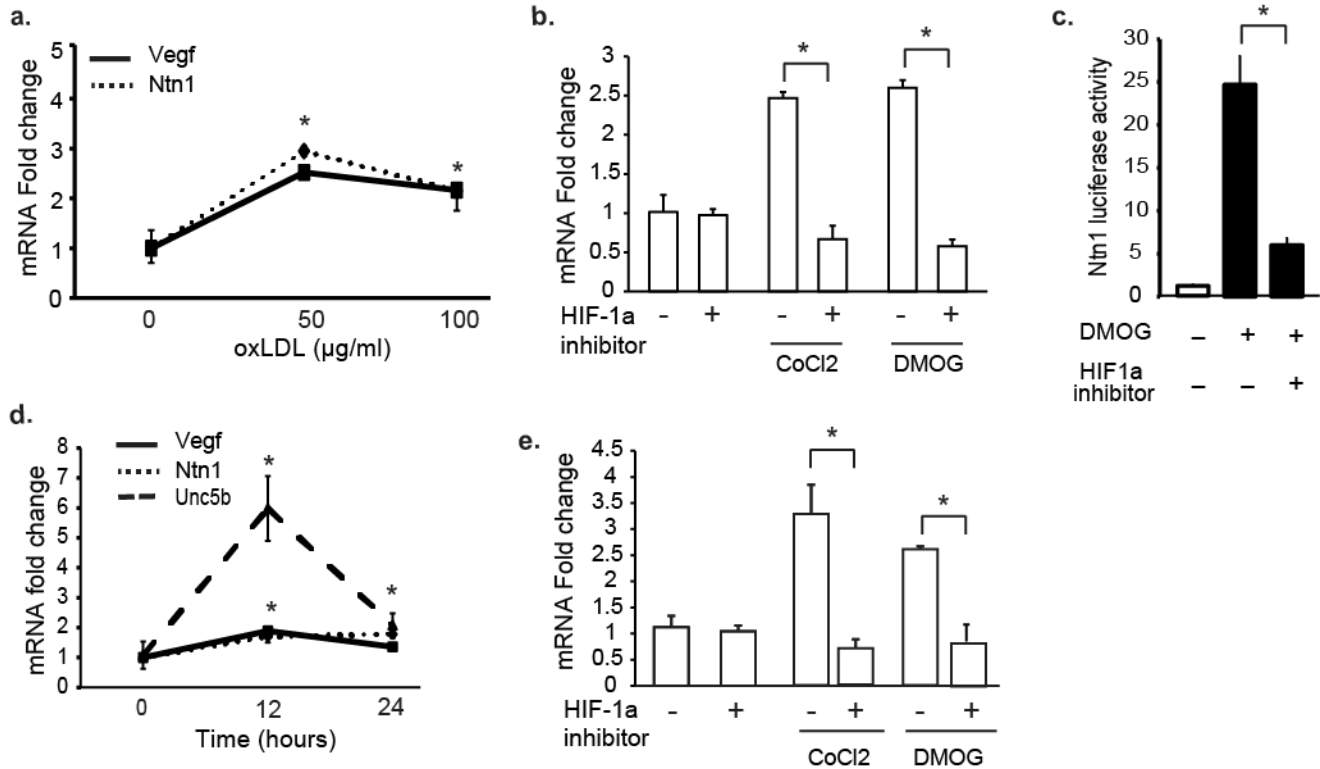 a.
Vegf
Ntn1
mRNA Fold change
5
4
3
2
1
0
*
*
0 50 100
oxLDL (µg/ml)
b.
mRNA Fold change
3
2.5
2
1.5
1
0.5
0
*
*
HIF-1a
inhibitor
- + - + - +
CoCl2 DMOG
c.
Ntn1 luciferase activity
30
25
20
15
10
5
0
*
DMOG – + +
HIF1a
inhibitor
– – +
d.
Vegf
Ntn1
Unc5b
mRNA fold change
8
7
6
5
4
3
2
1
0
*
*
*
0 12 24
Time (hours)
e.
mRNA Fold change
4.5
4
3.5
3
2.5
2
1.5
1
0.5
0
*
*
HIF-1a
inhibitor
- + - + - +
CoCl2 DMOG